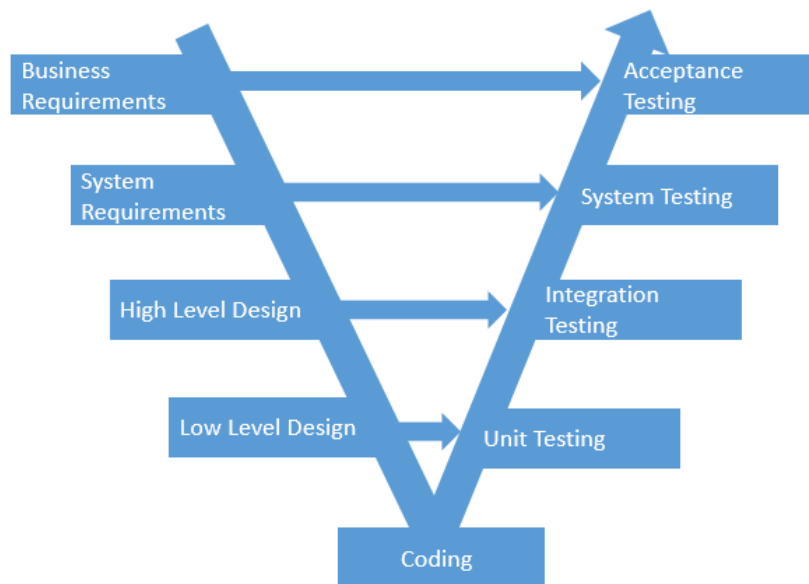 Business
Requirements
Acceptance
Testing
System
Requirements
System Testing
High Level Design
Integration
Testing
Low Level Design
Unit Testing
Coding